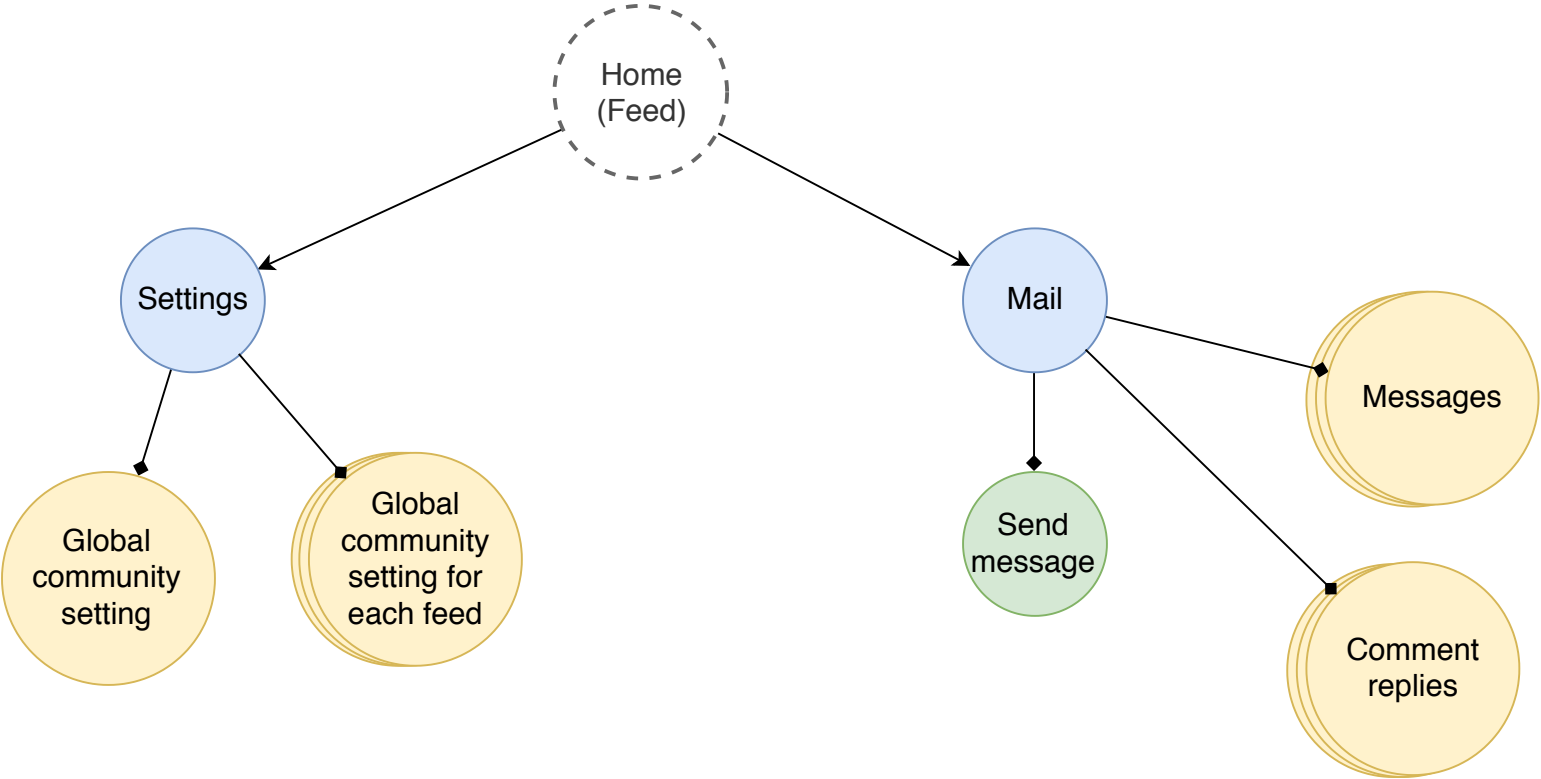 Home
(Feed)
Settings
Mail
Messages
Global
community
setting
Global
community
setting for
each feed
Send
message
Comment
replies